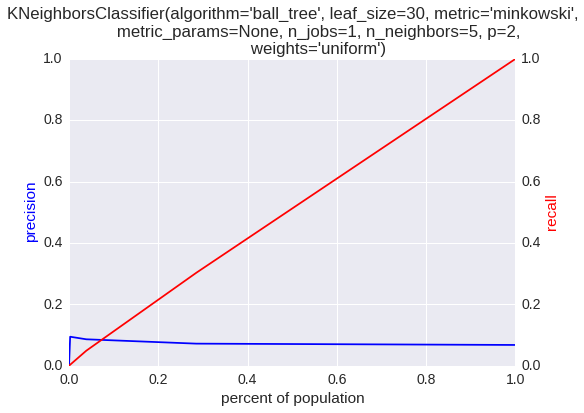 KNeighborsClassifier(algorithm='ball_tree', leaf_size=30, metric='minkowski',
metric_params=None, n_jobs=1, n_neighbors=5, p=2,
weights='uniform')
1.0 1.0
0.8 0.8
0.6 0.6
precision recall
0.4 0.4
0.2 0.2
0.0 0.0
0.0 0.2 0.4 0.6 0.8 1.0
percent of population